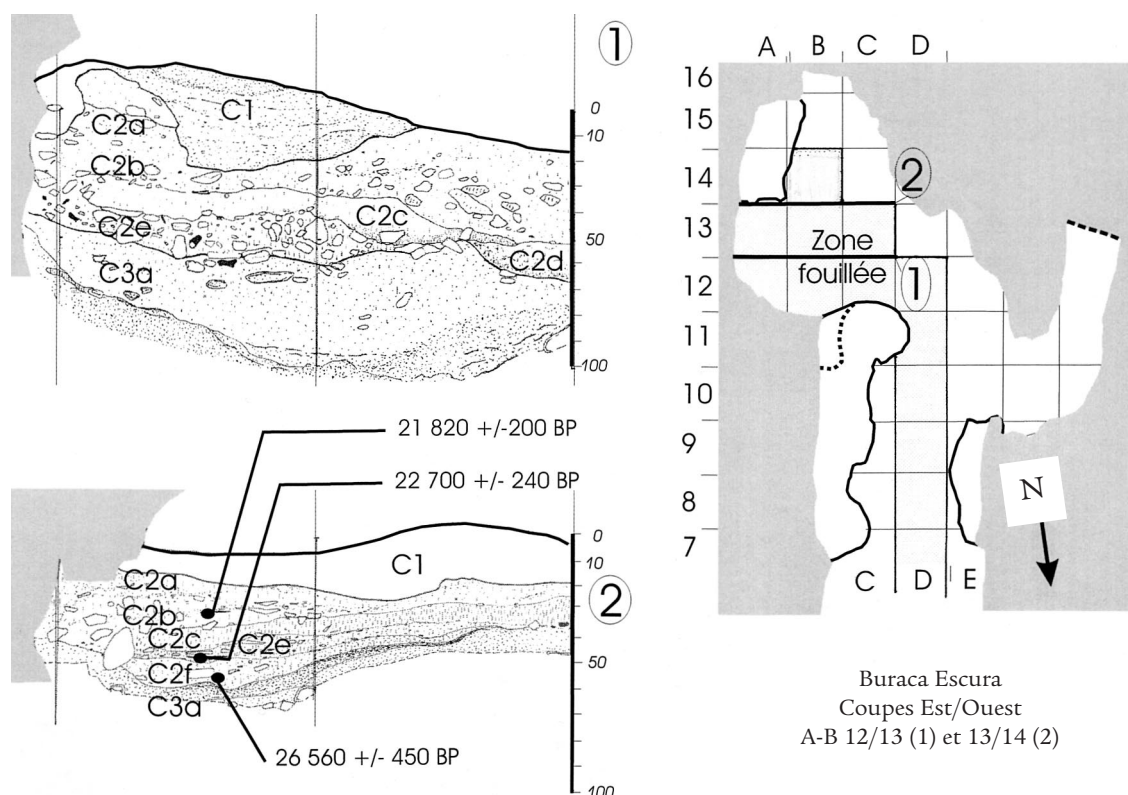 1
C1
C2a
C2b
C2c
C2e
C2d
C3a
0
10
50
100
21 820 +/-200 BP
22 700 +/- 240 BP
0
10
C1
C2a
C2b
C2c
C2e
C2f
C3a
2
50
100
26 560 +/- 450 BP
A B C D
16
15
14
13
12
11
10
9
8
7
2
Zone
fouillée
1
N
C D E
Buraca Escura
Coupes Est/Ouest
A-B 12/13 (1) et 13/14 (2)